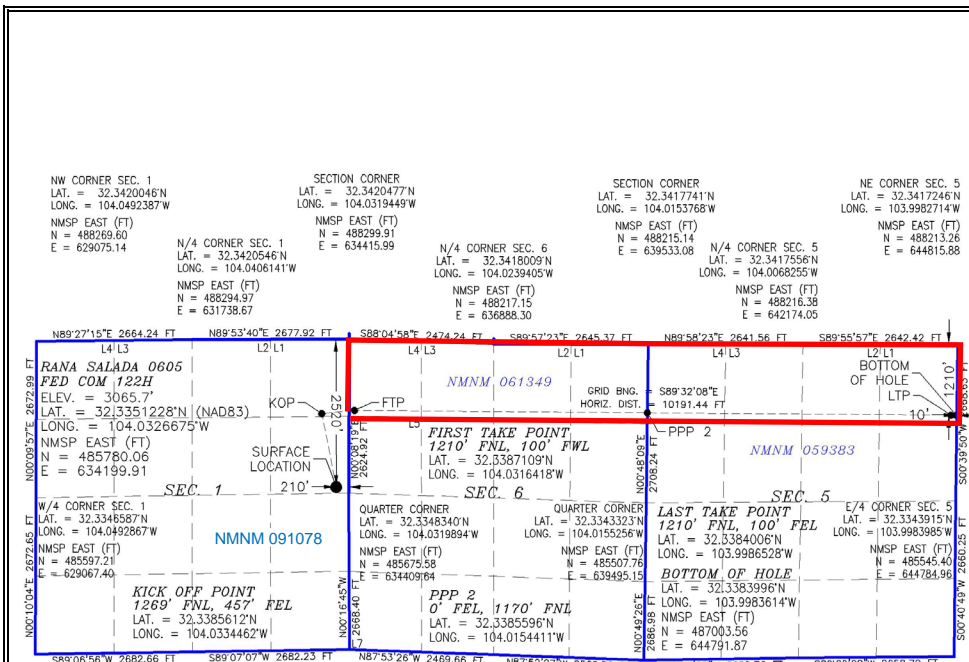 NW CORNER SEC. 1
LAT. = 32.3420046'N
LONG. = 104.0492387'W
NMSP EAST (FT)
N = 488269.60
E = 629075.14
N/4 CORNER SEC. 1
LAT. = 32.3420546'N
LONG. = 104.0406141'W
NMSP EAST (FT)
N = 488294.97
E = 631738.67
SECTION CORNER
LAT. = 32.3420477'N
LONG. = 104.0319449'W
NMSP EAST (FT)
N = 488299.91
E = 634415.99
N/4 CORNER SEC. 6
LAT. = 32.3418009'N
LONG. = 104.0239405'W
NMSP EAST (FT)
N = 488217.15
E = 636888.30
SECTION CORNER
LAT. = 32.3417741'N
LONG. = 104.0153768'W
NMSP EAST (FT)
N = 488215.14
E = 639533.08
N/4 CORNER SEC. 5
LAT. = 32.3417556'N
LONG. = 104.0068255'W
NMSP EAST (FT)
N = 488216.38
E = 642174.05
NE CORNER SEC. 5
LAT. = 32.3417246'N
LONG. = 103.9982714'W
NMSP EAST (FT)
N = 488213.26
E = 644815.88
N89°27'15"E 2664.24 FT
N89°53'40"E 2677.92 FT
S88°04'58"E 2474.24 FT
N89°57'23"E 2645.37 FT
N89°58'23"E 2641.56 FT
S89°55'57"E 2642.42 FT
L4 L3
L2 L1
L4 L3
L2 L1
L4 L3
L2 L1
RANA SALADA 0605
FED COM 122H
ELEV. = 3065.7'
LAT. = 32.3351228'N (NAD83)
LONG. = 104.0326675'W
NMSP EAST (FT)
N = 485780.06
E = 634199.91
KOP
2520'
SURFACE
LOCATION
210'
SEC. 1
FTP
L5
NMNM 061349
GRID BNG. = S89°32'08"E
HORIZ. DIST. = 10191.44 FT
BOTTOM
OF HOLE
LTP
10'
1210'
PPP 2
FIRST TAKE POINT
1210' FNL, 100' FWL
LAT. = 32.3387109'N
LONG. = 104.0316418'W
NMNM 059383
SEC. 6
SEC. 5
N00°09'57"E 2672.99 FT
N00°08'19"E
2624.92 FT
N00°48'09"E
2708.24 FT
S00°39'50"W 2668.63 FT
W/4 CORNER SEC. 1
LAT. = 32.3346587'N
LONG. = 104.0492867'W
NMSP EAST (FT)
N = 485597.21
E = 629067.40
NMNM 091078
QUARTER CORNER
LAT. = 32.3348340'N
LONG. = 104.0319894'W
NMSP EAST (FT)
N = 485675.58
E = 634409.64
QUARTER CORNER
LAT. = 32.3343323'N
LONG. = 104.0155256'W
NMSP EAST (FT)
N = 485507.76
E = 639495.15
LAST TAKE POINT
1210' FNL, 100' FEL
LAT. = 32.3384006'N
LONG. = 103.9986528'W
E/4 CORNER SEC. 5
LAT. = 32.3343915'N
LONG. = 103.9983985'W
NMSP EAST (FT)
N = 485545.40
E = 644784.96
BOTTOM OF HOLE
LAT. = 32.3383996'N
LONG. = 103.9983614'W
NMSP EAST (FT)
N = 487003.56
E = 644791.87
KICK OFF POINT
1269' FNL, 457' FEL
LAT. = 32.3385612'N
LONG. = 104.0334462'W
PPP 2
0' FEL, 1170' FNL
LAT. = 32.3385596'N
LONG. = 104.0154411'W
N00°10'04"E 2672.65 FT
N00°16'45"W
2668.40 FT
L7
N00°49'26"E
2686.98 FT
S00°40'49"W 2660.25 FT
S89°06'56"W 2682.66 FT
S89°07'07"W 2682.23 FT
N87°53'26"W 2469.66 FT